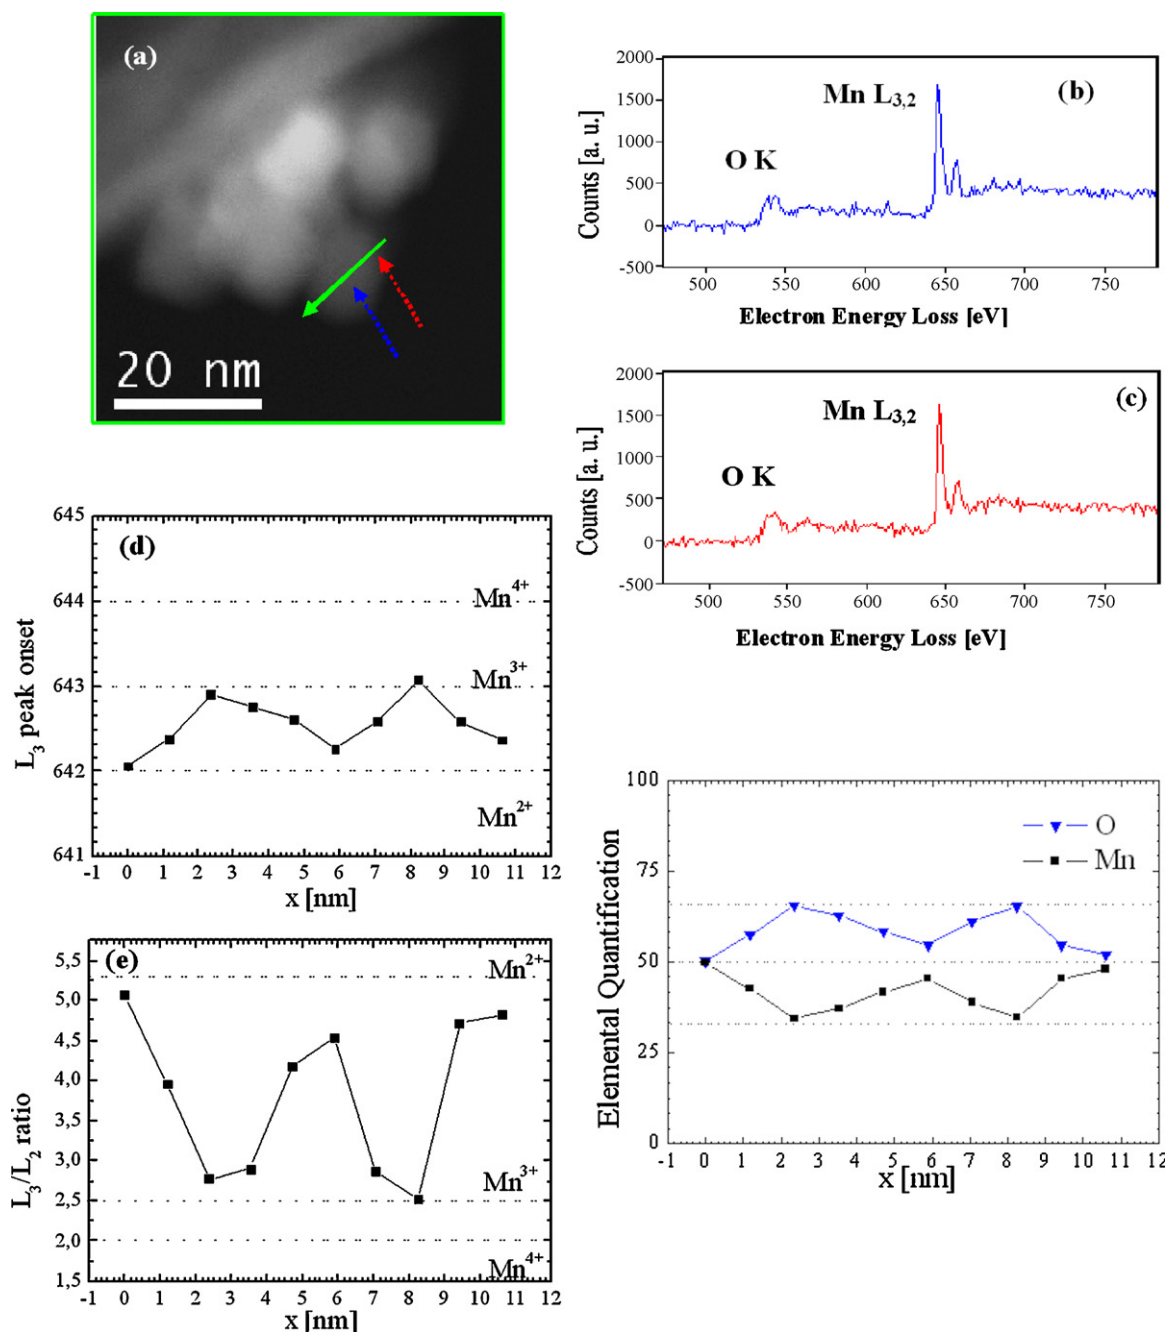 (a)
20 nm
2000
1500
1000
500
0
-500
Counts [a. u.]
Mn L3,2
(b)
O K
500 550 600 650 700 750
Electron Energy Loss [eV]
2000
1500
1000
500
0
-500
Counts [a. u.]
Mn L3,2
(c)
O K
500 550 600 650 700 750
Electron Energy Loss [eV]
645
644
643
642
641
L3 peak onset
(d)
Mn4+
Mn3+
Mn2+
-1 0 1 2 3 4 5 6 7 8 9 10 11 12
x [nm]
5,5
5,0
4,5
4,0
3,5
3,0
2,5
2,0
1,5
L3/L2 ratio
(e)
Mn2+
Mn3+
Mn4+
-1 0 1 2 3 4 5 6 7 8 9 10 11 12
x [nm]
100
75
50
25
0
Elemental Quantification
O
Mn
-1 0 1 2 3 4 5 6 7 8 9 10 11 12
x [nm]